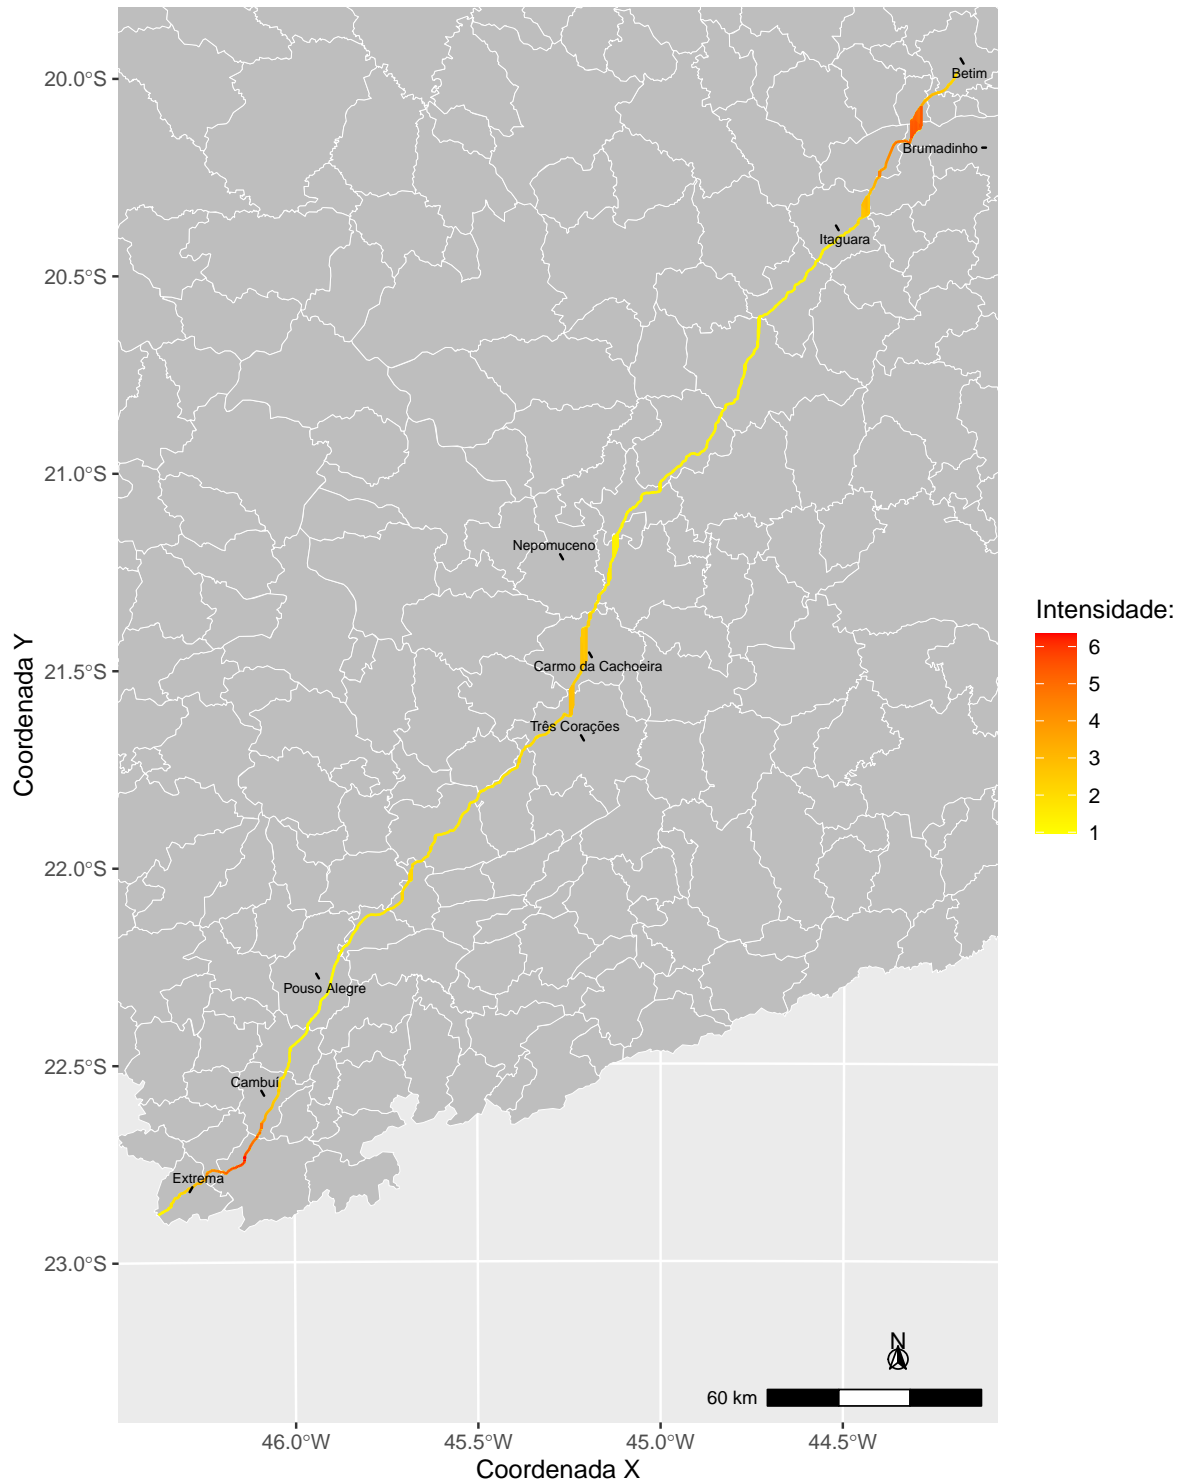 20.0°S
20.5°S
21.0°S
21.5°S
22.0°S
22.5°S
23.0°S
Coordenada Y
Betim
Brumadinho
Itaguara
Nepomuceno
Carmo da Cachoeira
Três Corações
Pouso Alegre
Cambuí
Extrema
N
60 km
46.0°W
45.5°W
45.0°W
44.5°W
Coordenada X
Intensidade:
6
5
4
3
2
1